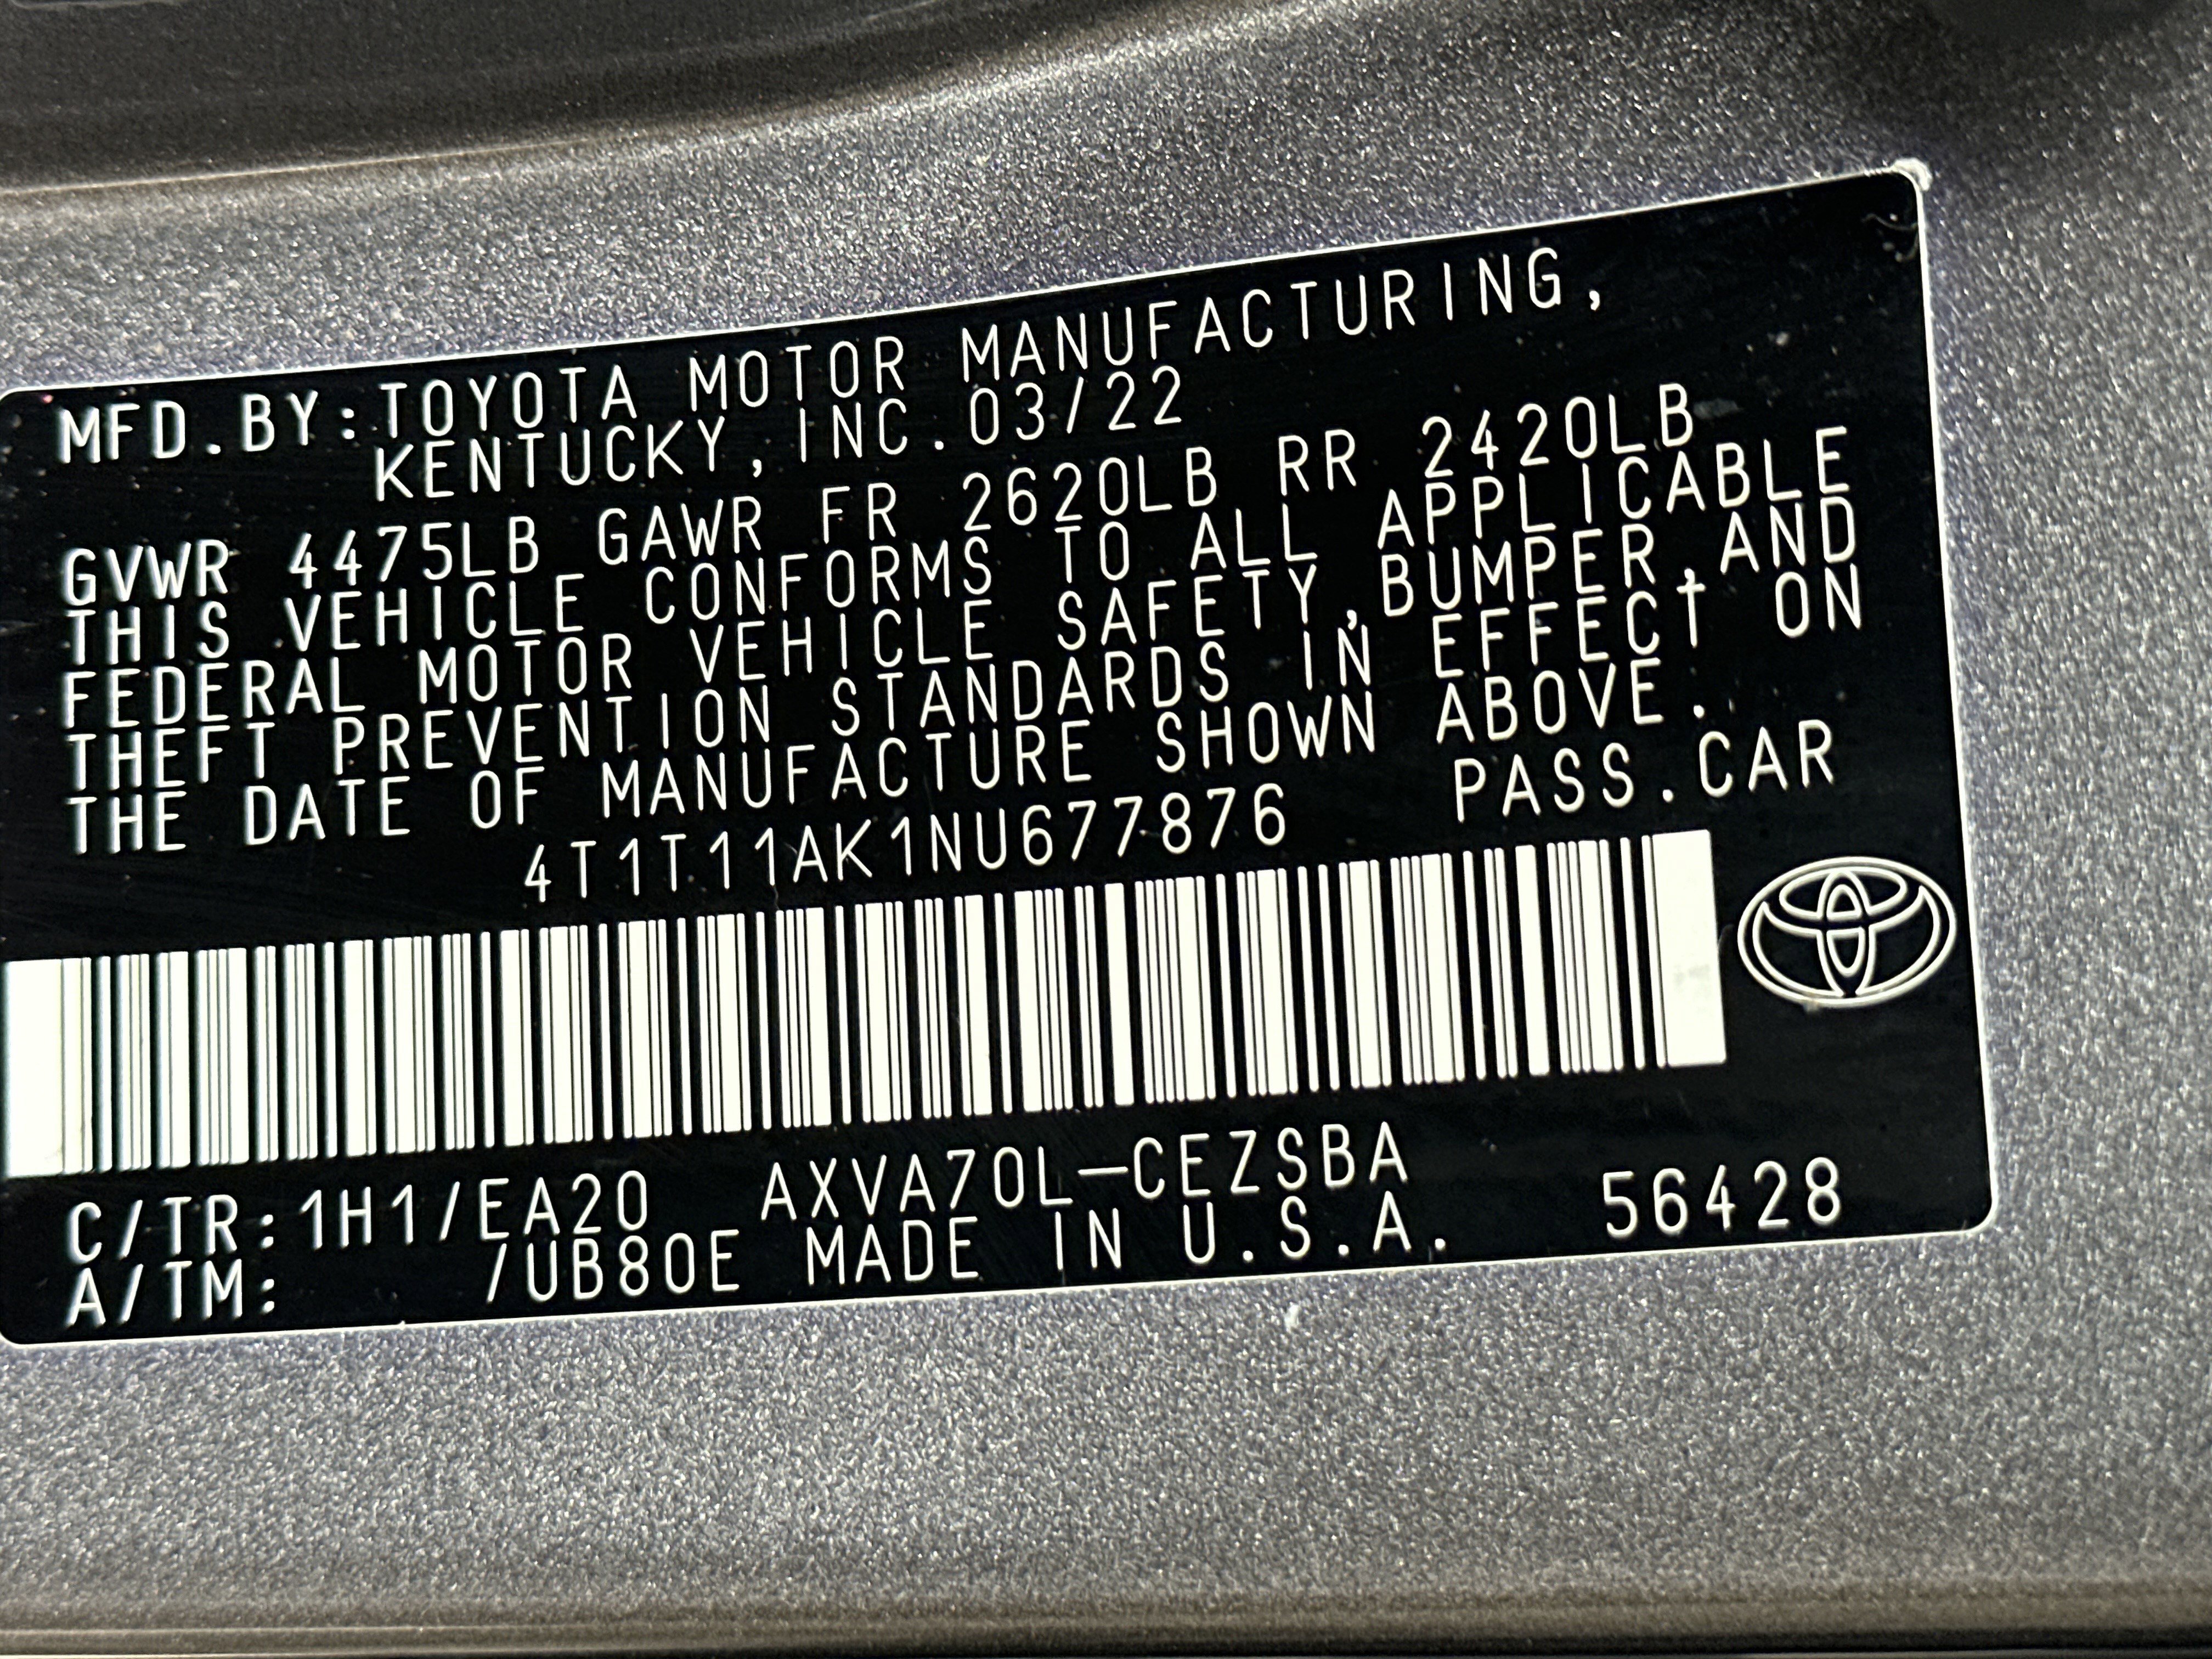 MFD.BY:TOYOTA MOTOR MANUFACTURING,
KENTUCKY, INC.03/22
GVWR 4475LB GAWR FR 2620LB RR 2420LB
THIS VEHICLE CONFORMS TO ALL APPLICABLE
FEDERAL MOTOR VEHICLE SAFETY,BUMPER,AND
THEFT PREVENTION STANDARDS IN EFFECT ON
THE DATE OF MANUFACTURE SHOWN ABOVE.
4T1T11AK1NU677876 PASS.CAR
C/TR:1H1/EA20 AXVA70L-CEZSBA
A/TM: /UB80E MADE IN U.S.A. 56428